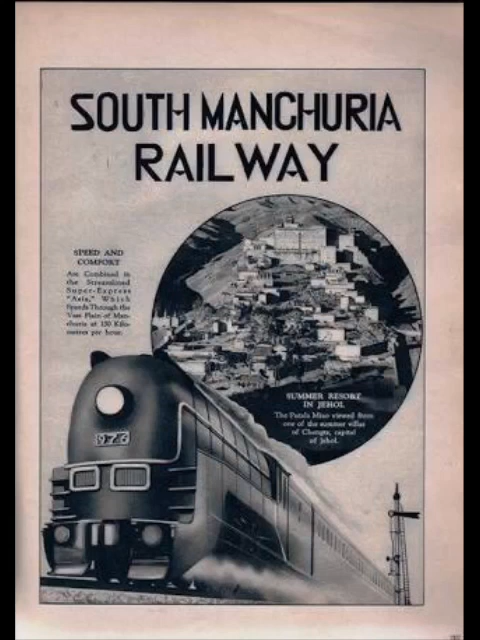 SOUTH MANCHURIA
RAILWAY
SPEED AND
COMFORT
Are Combined in
the Streamlined
Super-Express
"Asia," Which
Speeds Through the
Vast Plain of Man-
churia at 130 Kilo-
metres per hour.
SUMMER RESORT
IN JEHOL
The Potala Miao viewed from
one of the summer villas
of Chengte, capital
of Jehol.